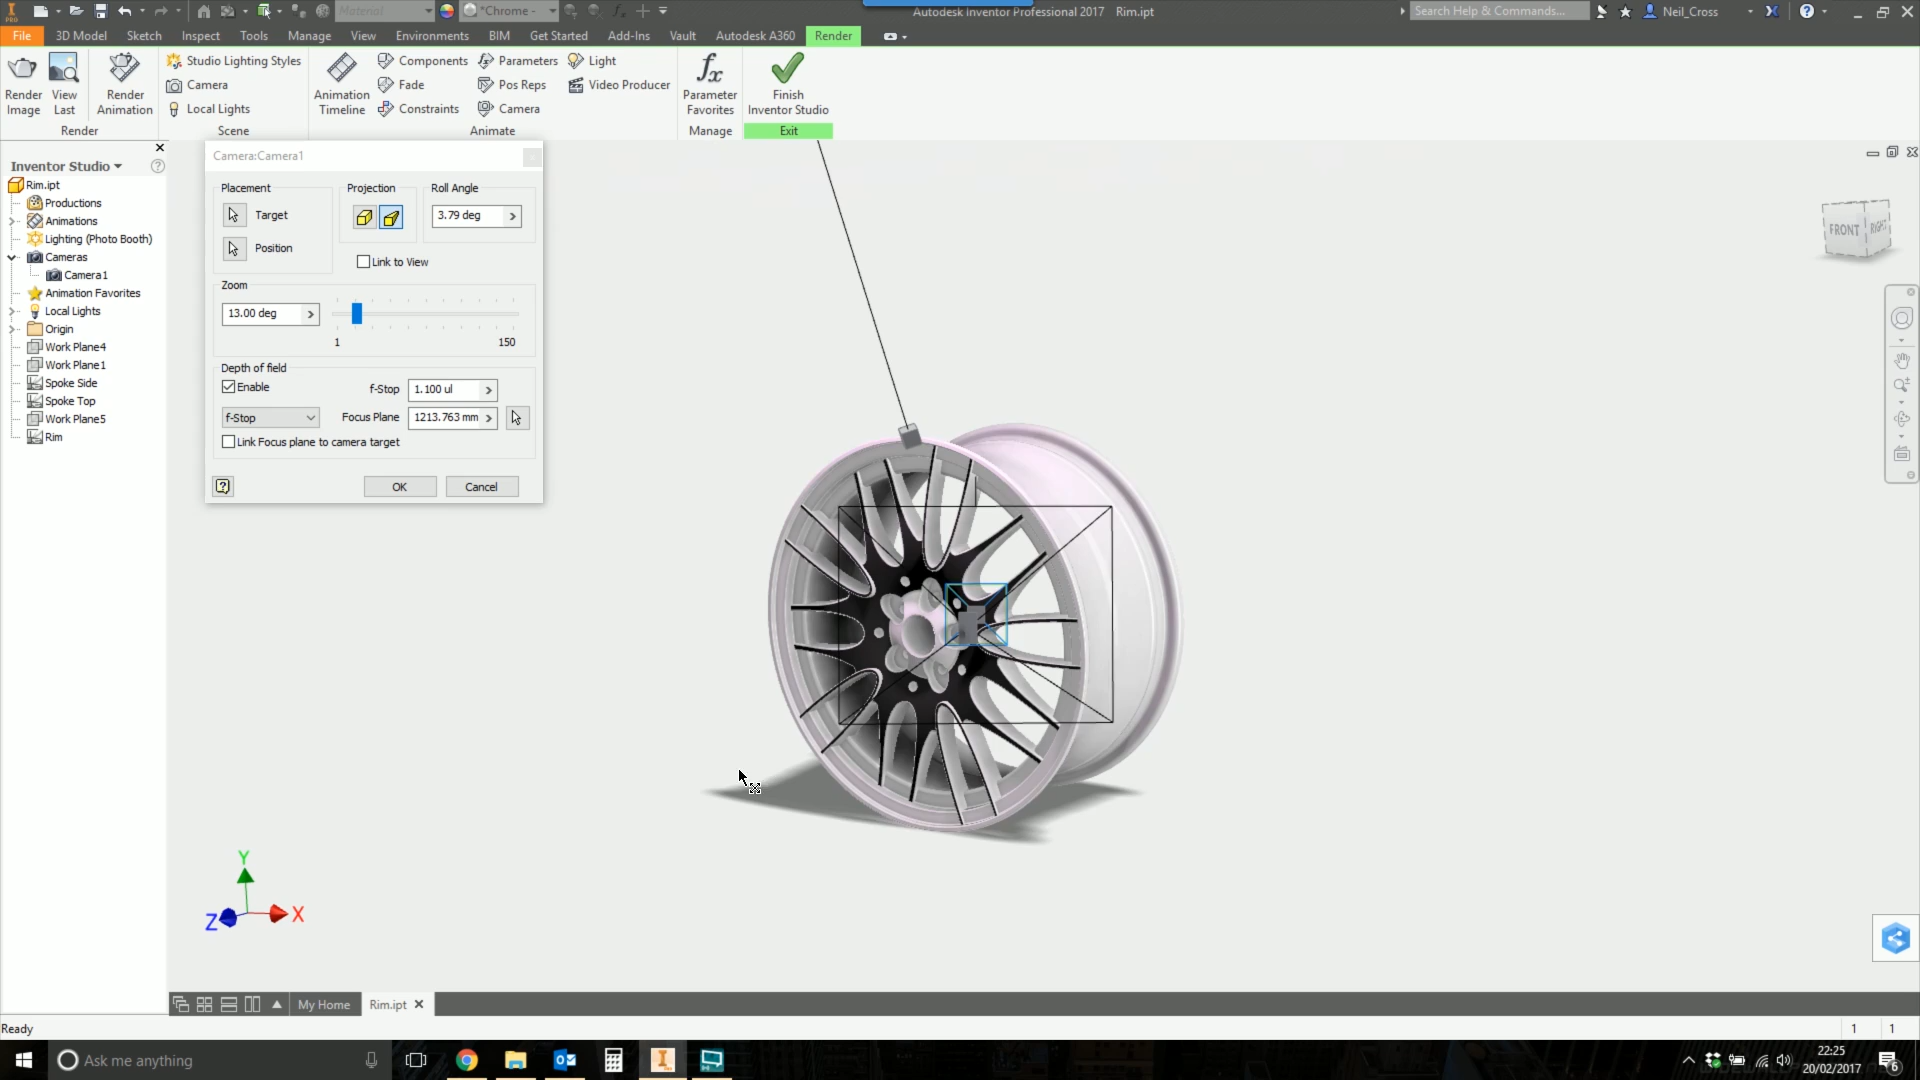 Material
*Chrome -
Autodesk Inventor Professional 2017 Rim.ipt
Search Help & Commands...
Neil_Cross
PRO
File 3D Model Sketch Inspect Tools Manage View Environments BIM Get Started Add-Ins Vault Autodesk A360 Render
Render Image
View Last
Render Animation
Render
Studio Lighting Styles
Camera
Local Lights
Scene
Animation Timeline
Components
Fade
Constraints
Parameters
Pos Reps
Camera
Light
Video Producer
Animate
fx
Parameter Favorites
Manage
Finish
Inventor Studio
Exit
Inventor Studio
Rim.ipt
Productions
Animations
Lighting (Photo Booth)
Cameras
Camera1
Animation Favorites
Local Lights
Origin
Work Plane4
Work Plane1
Spoke Side
Spoke Top
Work Plane5
Rim
Camera:Camera1
Placement
Target
Position
Projection
Roll Angle
3.79 deg
Link to View
Zoom
13.00 deg
1 150
Depth of field
Enable
f-Stop 1.100 ul
f-Stop
Focus Plane 1213.763 mm
Link Focus plane to camera target
OK Cancel
FRONT RIGHT
Y
Z X
My Home Rim.ipt
Ready
1 1
Ask me anything
22:25
20/02/2017
6